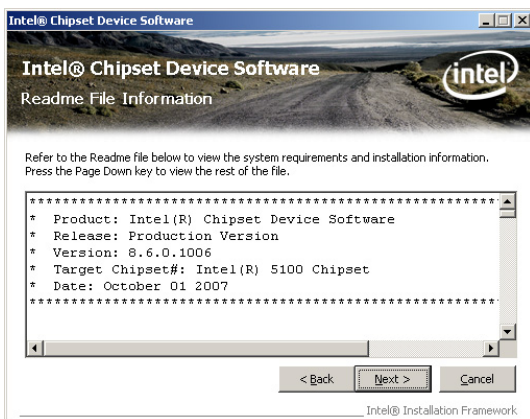 Intel® Chipset Device Software
Intel® Chipset Device Software
intel
Readme File Information
Refer to the Readme file below to view the system requirements and installation information.
Press the Page Down key to view the rest of the file.
*********************************************************
*  Product: Intel(R) Chipset Device Software
*  Release: Production Version
*  Version: 8.6.0.1006
*  Target Chipset#: Intel(R) 5100 Chipset
*  Date: October 01 2007
*********************************************************
< Back
Next >
Cancel
Intel® Installation Framework